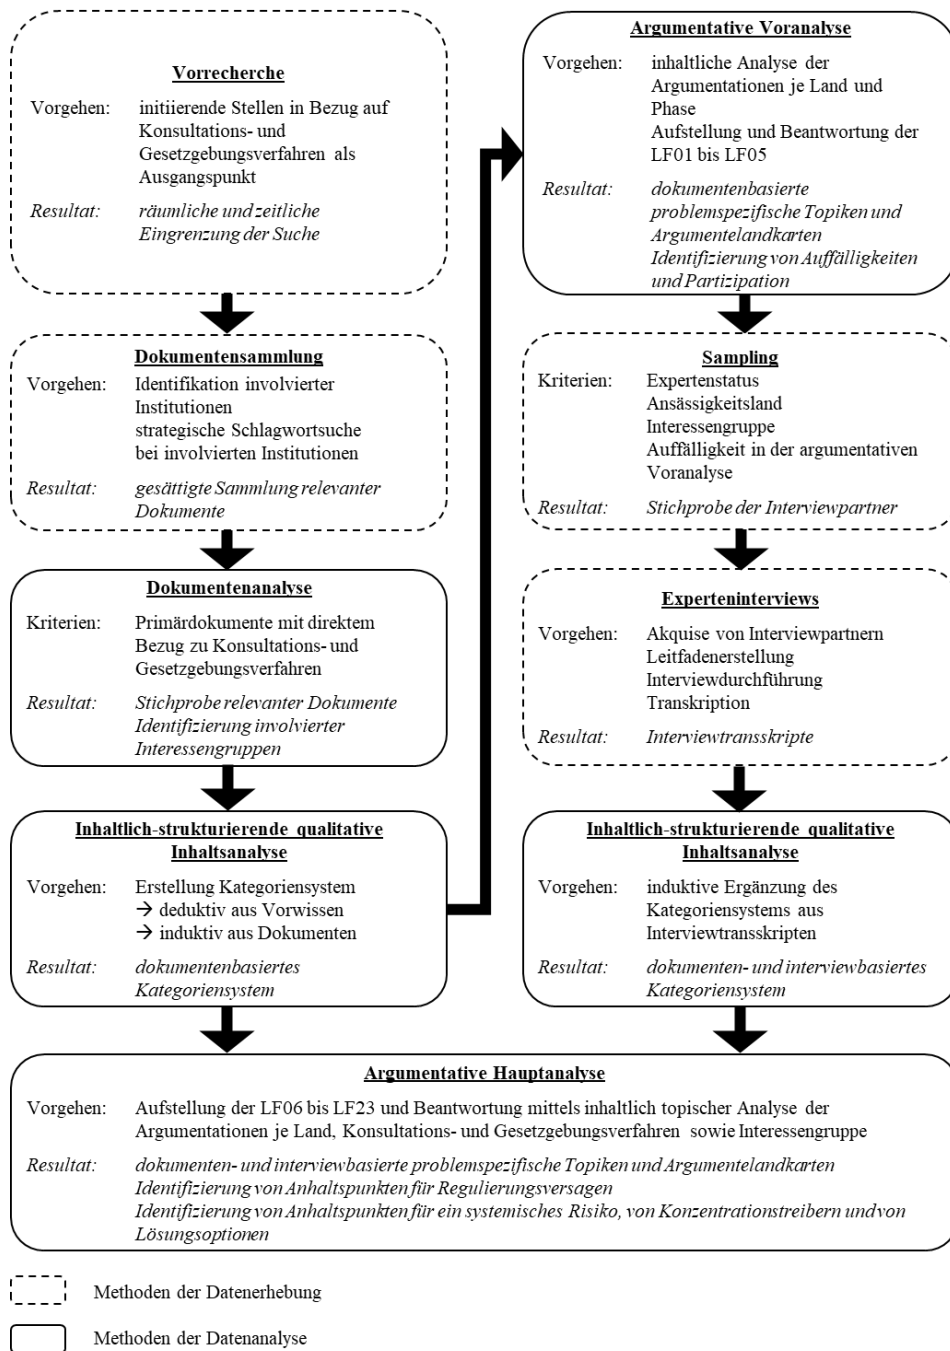 Vorrecherche
Vorgehen: initiierende Stellen in Bezug auf
Konsultations- und
Gesetzgebungsverfahren als
Ausgangspunkt
Resultat: räumliche und zeitliche
Eingrenzung der Suche
Dokumentensammlung
Vorgehen: Identifikation involvierter
Institutionen
strategische Schlagwortsuche
bei involvierten Institutionen
Resultat: gesättigte Sammlung relevanter
Dokumente
Dokumentenanalyse
Kriterien: Primärdokumente mit direktem
Bezug zu Konsultations- und
Gesetzgebungsverfahren
Resultat: Stichprobe relevanter Dokumente
Identifizierung involvierter
Interessengruppen
Inhaltlich-strukturierende qualitative
Inhaltsanalyse
Vorgehen: Erstellung Kategoriensystem
→ deduktiv aus Vorwissen
→ induktiv aus Dokumenten
Resultat: dokumentenbasiertes
Kategoriensystem
Argumentative Voranalyse
Vorgehen: inhaltliche Analyse der
Argumentationen je Land und
Phase
Aufstellung und Beantwortung der
LF01 bis LF05
Resultat: dokumentenbasierte
problemspezifische Topiken und
Argumentelandkarten
Identifizierung von Auffälligkeiten
und Partizipation
Sampling
Kriterien: Expertenstatus
Ansässigkeitsland
Interessengruppe
Auffälligkeit in der argumentativen
Voranalyse
Resultat: Stichprobe der Interviewpartner
Experteninterviews
Vorgehen: Akquise von Interviewpartnern
Leitfadenerstellung
Interviewdurchführung
Transkription
Resultat: Interviewtransskripte
Inhaltlich-strukturierende qualitative
Inhaltsanalyse
Vorgehen: induktive Ergänzung des
Kategoriensystems aus
Interviewtranskripten
Resultat: dokumenten- und interviewbasiertes
Kategoriensystem
Argumentative Hauptanalyse
Vorgehen: Aufstellung der LF06 bis LF23 und Beantwortung mittels inhaltlich topischer Analyse der
Argumentationen je Land, Konsultations- und Gesetzgebungsverfahren sowie Interessengruppe
Resultat: dokumenten- und interviewbasierte problemspezifische Topiken und Argumentelandkarten
Identifizierung von Anhaltspunkten für Regulierungsversagen
Identifizierung von Anhaltspunkten für ein systemisches Risiko, von Konzentrationstreibern und von
Lösungsoptionen
Methoden der Datenerhebung
Methoden der Datenanalyse